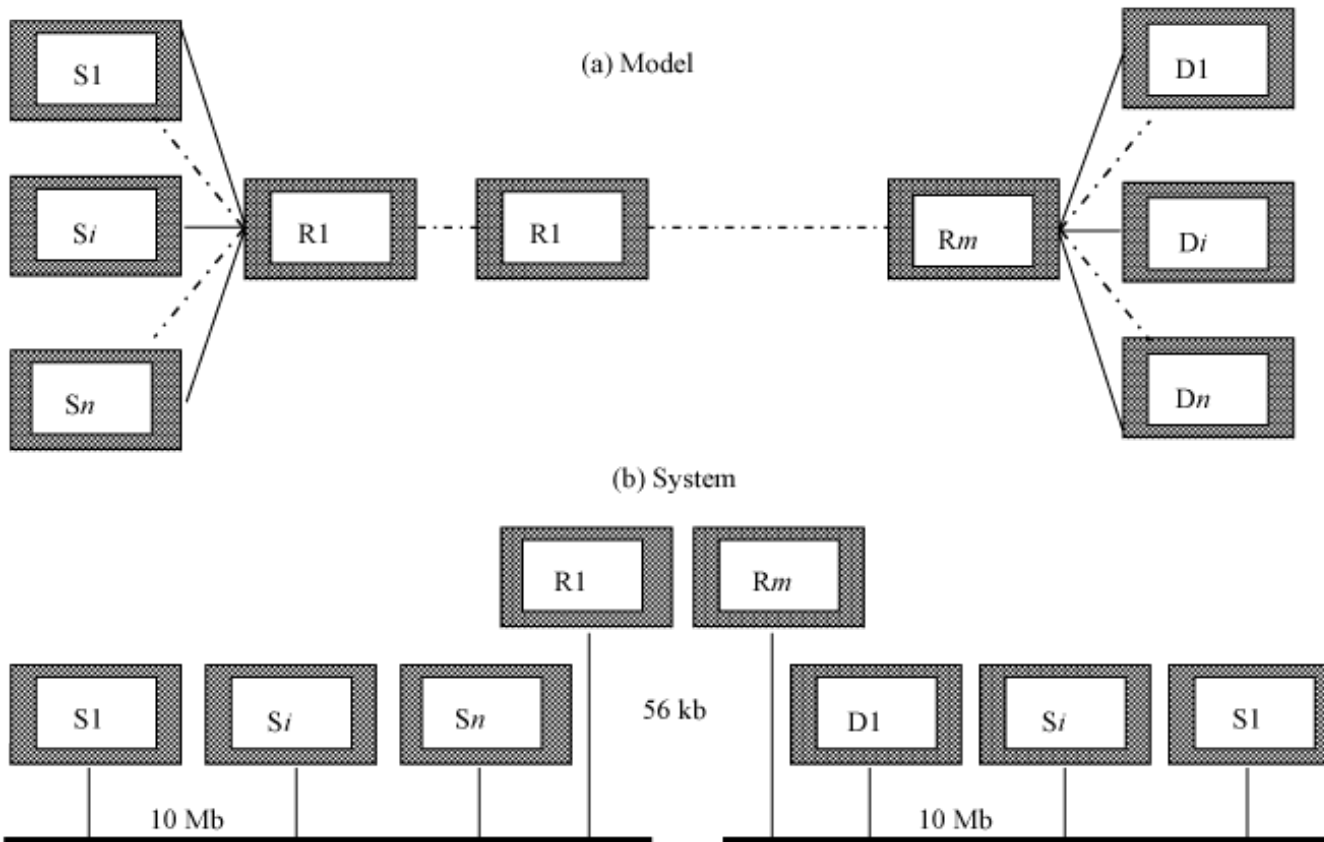 (a) Model
S1
D1
Si
R1
R1
Rm
Di
Sn
Dn
(b) System
R1
Rm
S1
Si
Sn
56 kb
D1
Si
S1
10 Mb
10 Mb